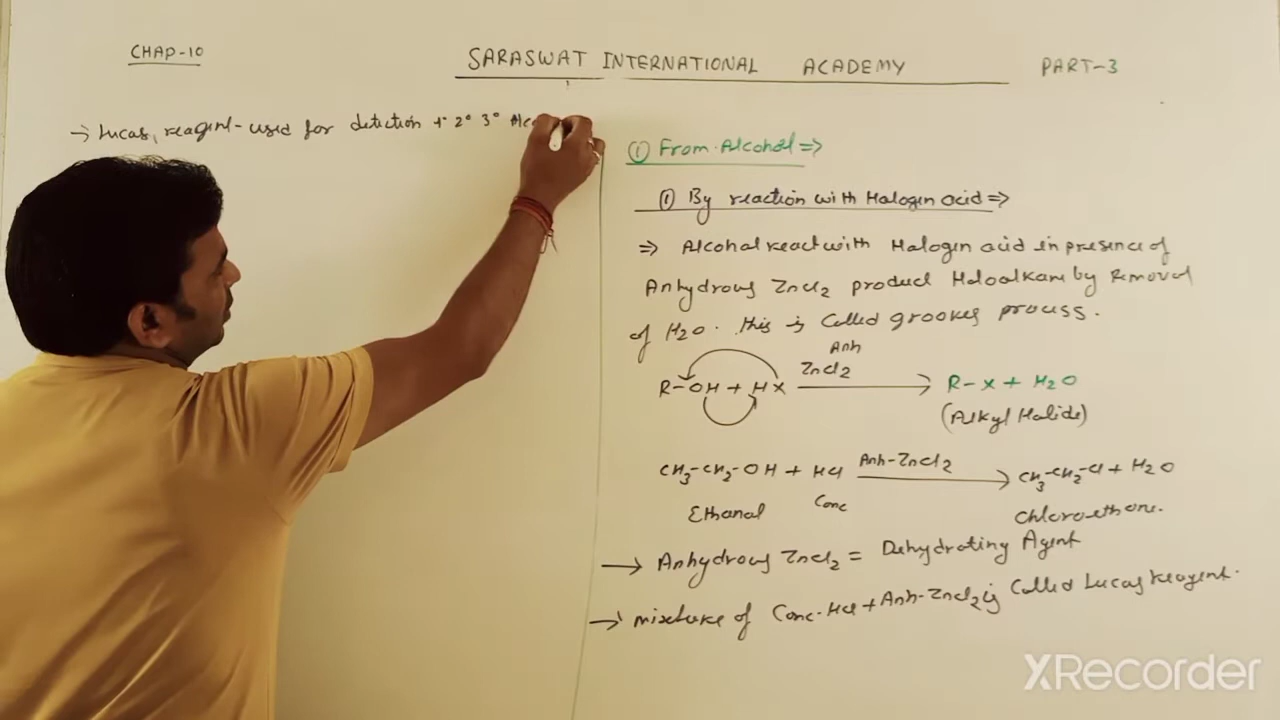 CHAP-10
SARASWAT INTERNATIONAL ACADEMY
PART-3
→ Lucas, reagent-used for detection 1° 2° 3° Alco
① From Alcohol ⇒
① By reaction with Halogen acid ⇒
⇒ Alcohol react with Halogen acid in presence of
Anhydrous ZnCl2 product Haloalkane by Removal
of H2O. this is Called grooves process.
Anh
ZnCl2
R-OH + HX → R-X + H2O
(Alkyl Halide)
CH3-CH2-OH + HCl Anh-ZnCl2 → CH3-CH2-Cl + H2O
Ethanal Conc Chloroethane.
→ Anhydrous ZnCl2 = Dehydrating Agent
→ mixture of Conc. HCl + Anh-ZnCl2 is Called Lucas Reagent.
XRecorder